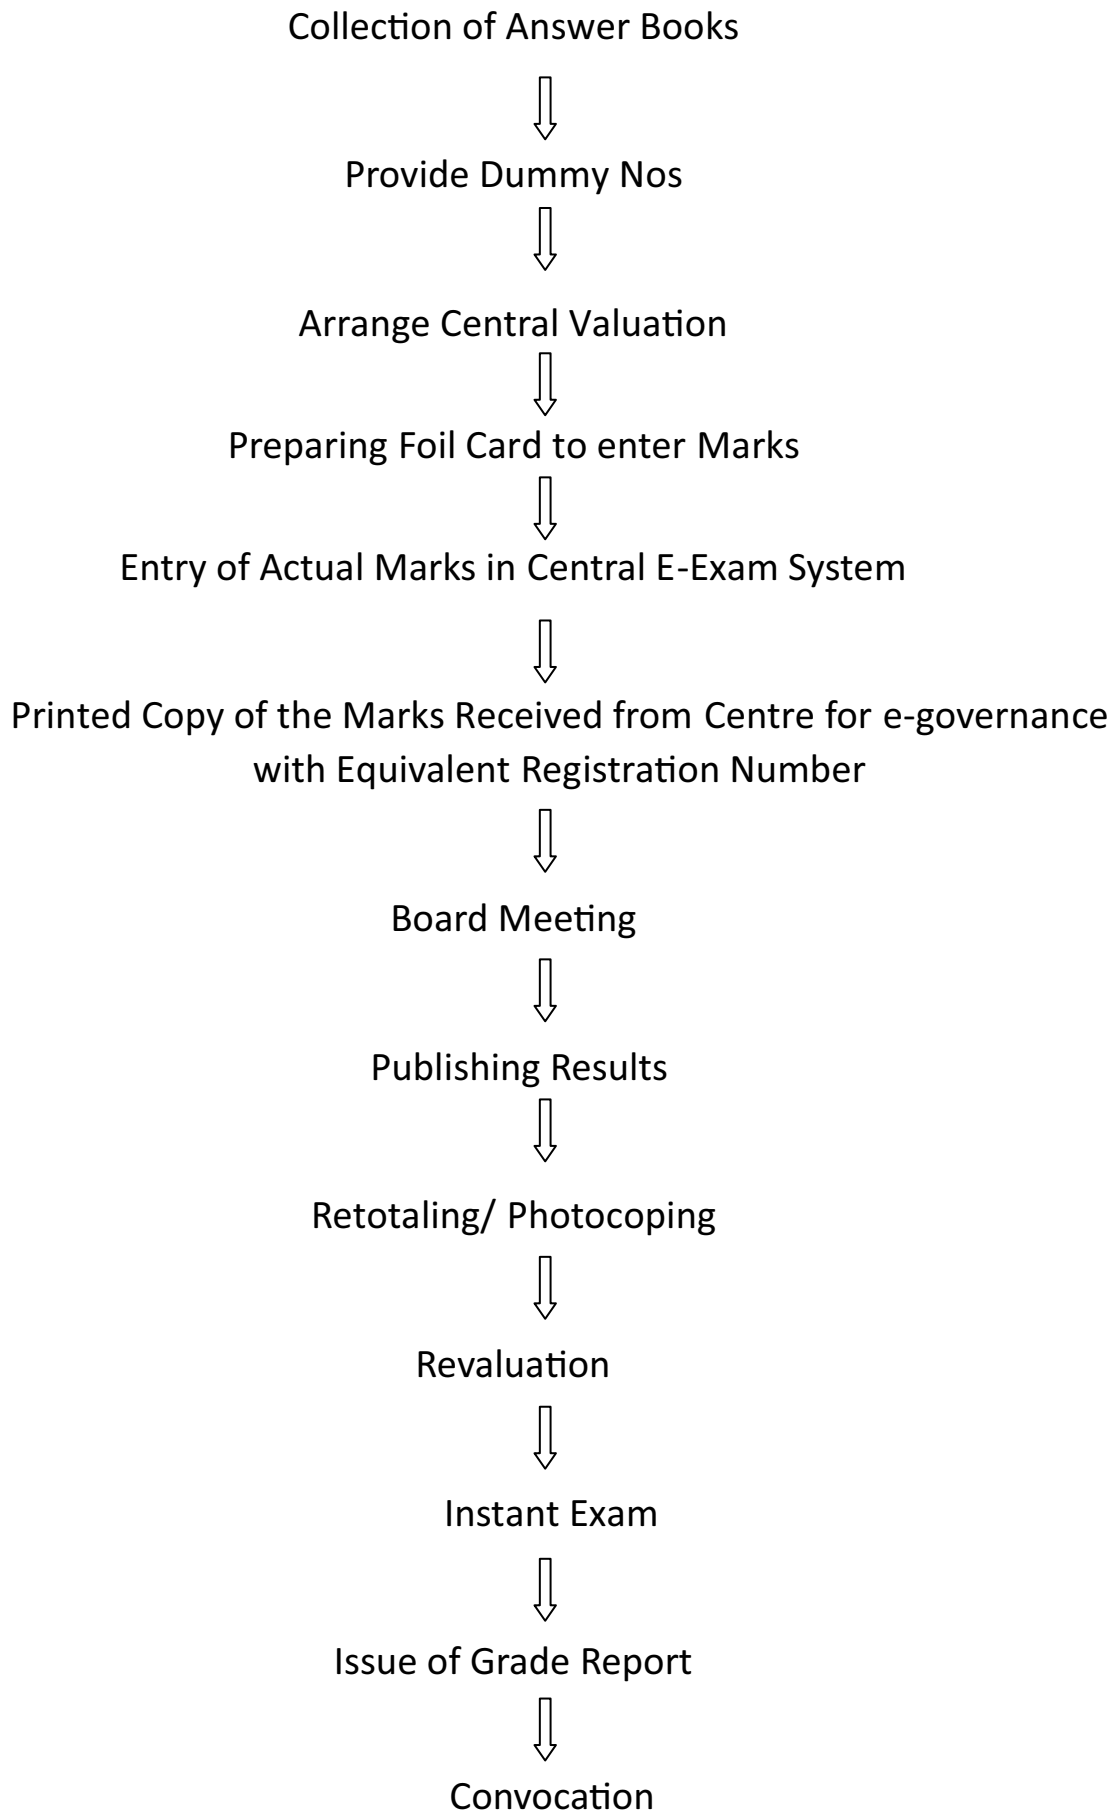 Collection of Answer Books
Provide Dummy Nos
Arrange Central Valuation
Preparing Foil Card to enter Marks
Entry of Actual Marks in Central E-Exam System
Printed Copy of the Marks Received from Centre for e-governance
with Equivalent Registration Number
Board Meeting
Publishing Results
Retotaling/ Photocoping
Revaluation
Instant Exam
Issue of Grade Report
Convocation